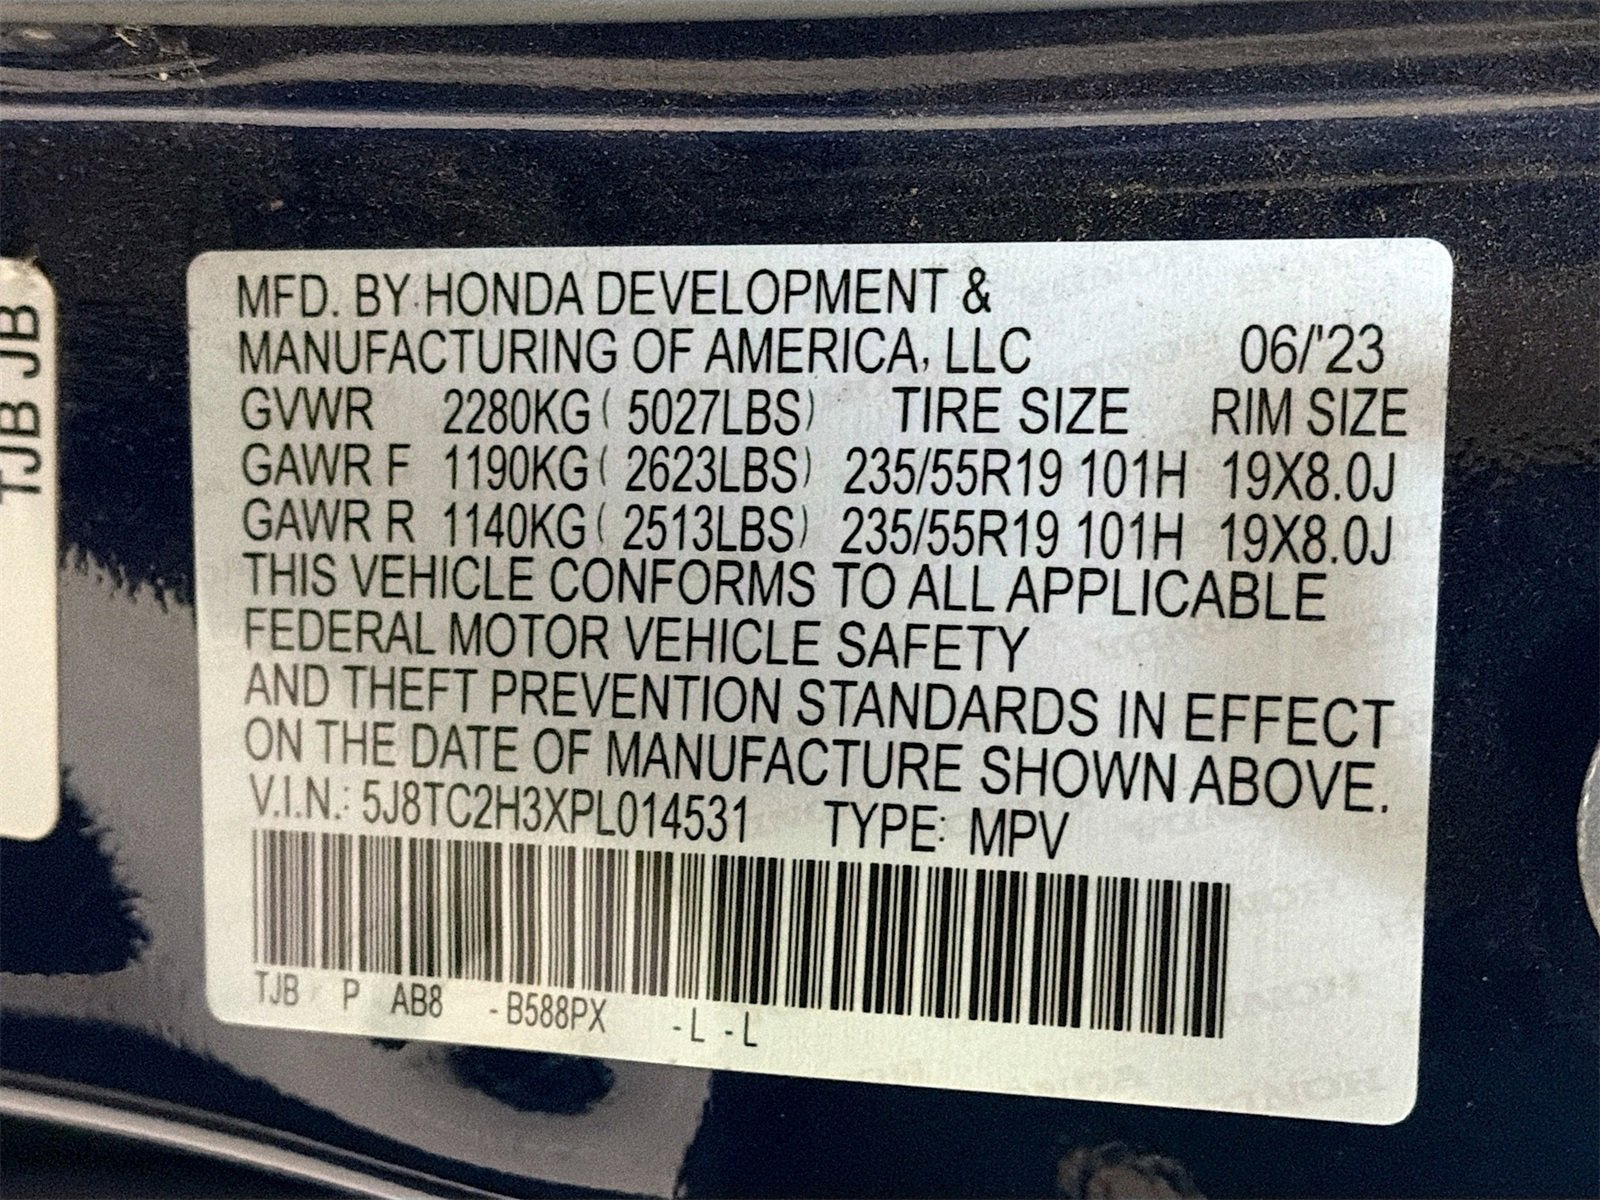 MFD. BY HONDA DEVELOPMENT &
MANUFACTURING OF AMERICA, LLC 06/'23
GVWR 2280KG ( 5027LBS) TIRE SIZE RIM SIZE
GAWR F 1190KG ( 2623LBS) 235/55R19 101H 19X8.0J
GAWR R 1140KG ( 2513LBS) 235/55R19 101H 19X8.0J
THIS VEHICLE CONFORMS TO ALL APPLICABLE
FEDERAL MOTOR VEHICLE SAFETY
AND THEFT PREVENTION STANDARDS IN EFFECT
ON THE DATE OF MANUFACTURE SHOWN ABOVE.
V.I.N.: 5J8TC2H3XPL014531 TYPE: MPV
TJB P AB8 -B588PX -L -L
TJB JB